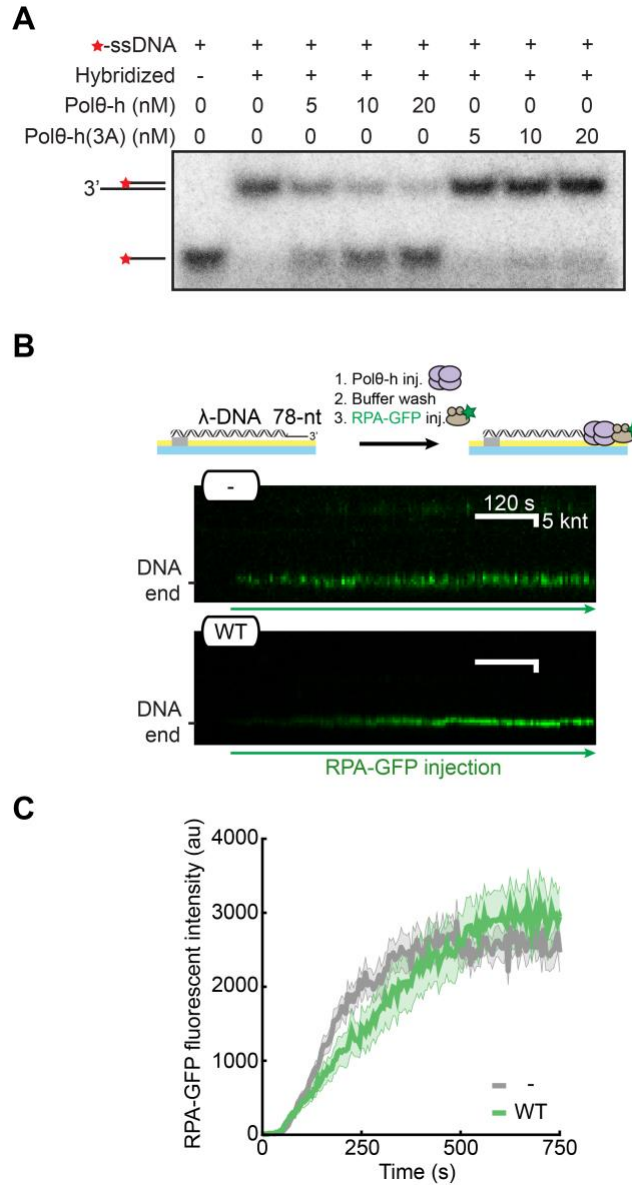 A
★-ssDNA + + + + + + + +
Hybridized - + + + + + + +
Polθ-h (nM) 0 0 5 10 20 0 0 0
Polθ-h(3A) (nM) 0 0 0 0 0 5 10 20
3'
B
λ-DNA 78-nt
3'
1. Polθ-h inj.
2. Buffer wash
3. RPA-GFP inj.
-
120 s
5 knt
DNA
end
WT
DNA
end
RPA-GFP injection
C
RPA-GFP fluorescent intensity (au)
4000
3000
2000
1000
0
-
WT
0 250 500 750
Time (s)